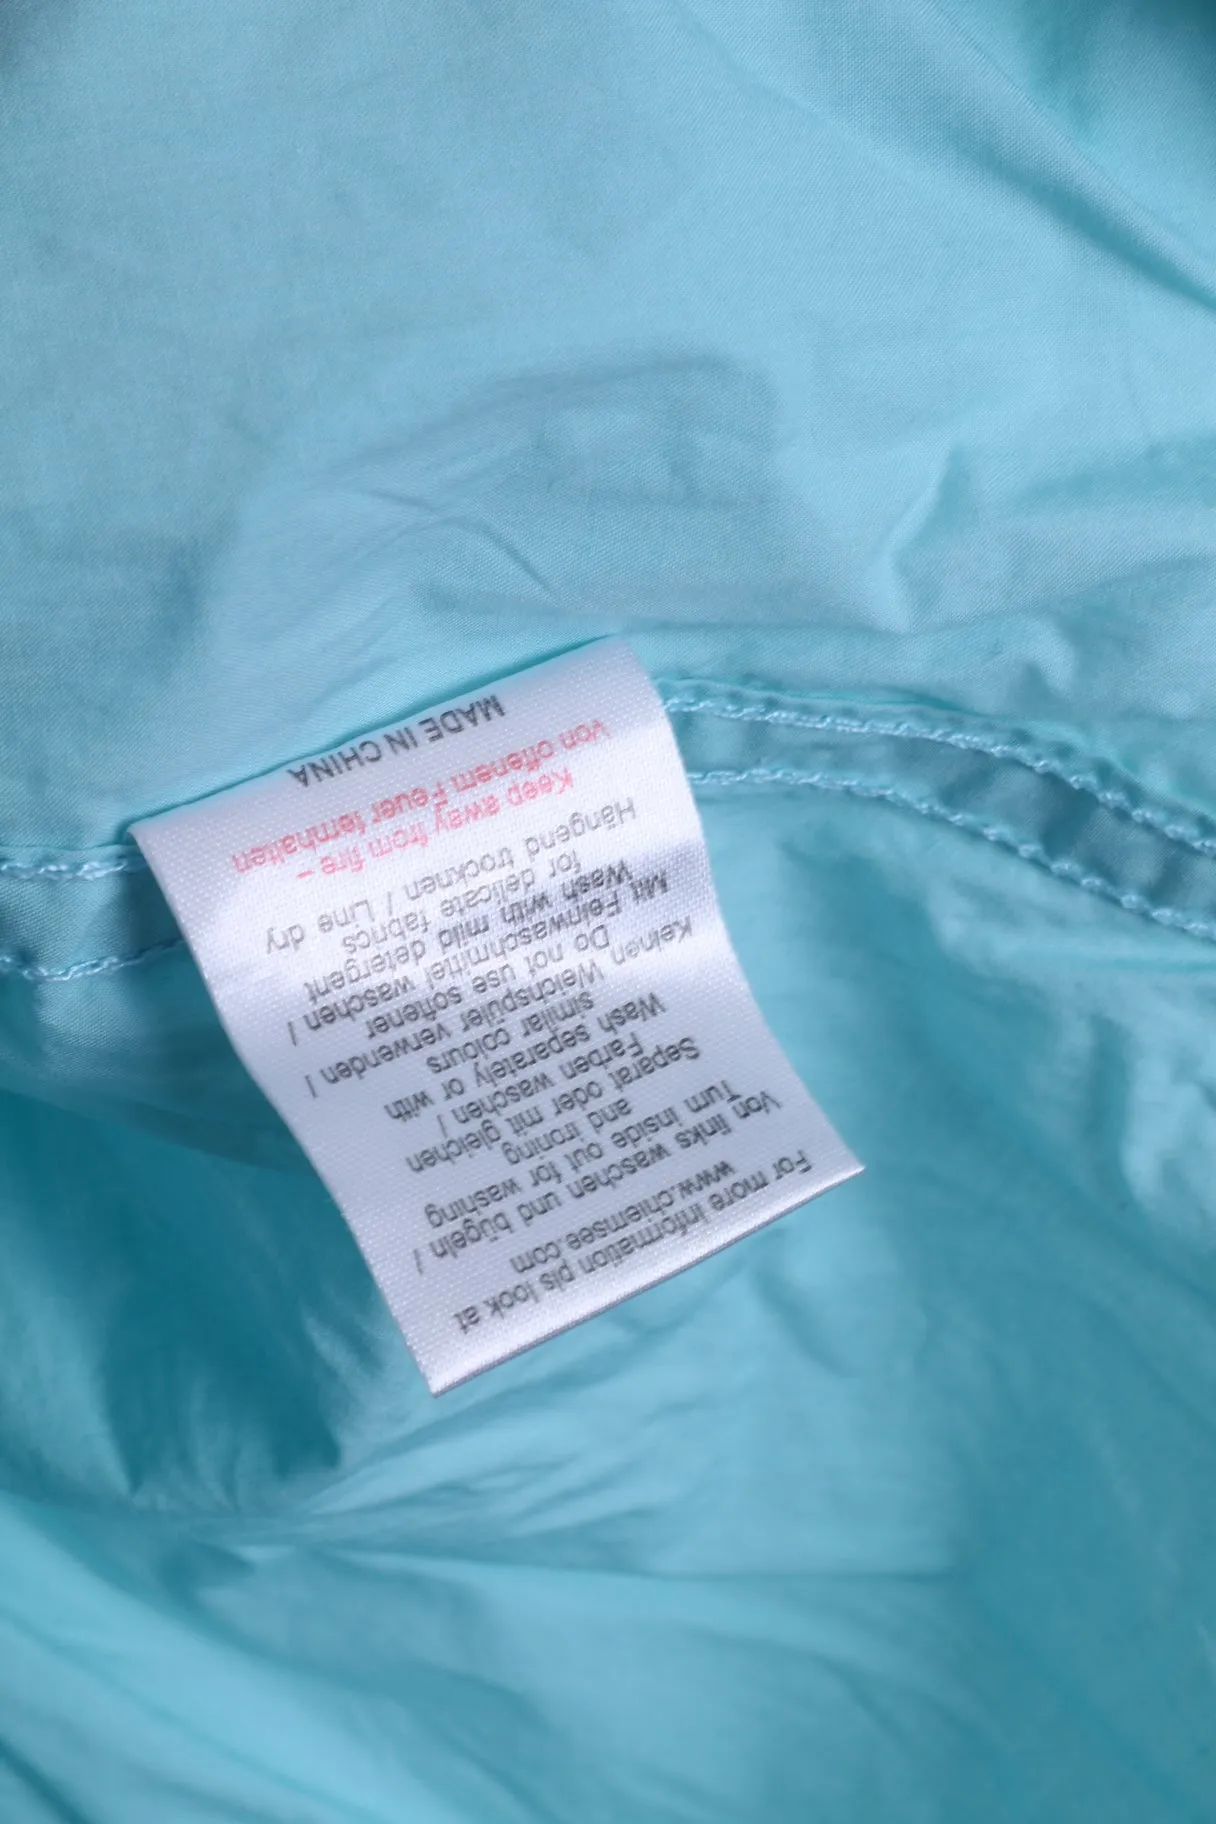 For more information pls look at
www.chiemsee.com
Von links waschen und bügeln /
Turn inside out for washing
and ironing
Separat oder mit gleichen
Farben waschen /
Wash separately or with
similar colours
Keinen Weichspüler verwenden /
Do not use softener
Mit Feinwaschmittel waschen /
Wash with mild detergent
for delicate fabrics
Hängend trocknen / Line dry
Keep away from fire -
Von offenem Feuer fernhalten
MADE IN CHINA